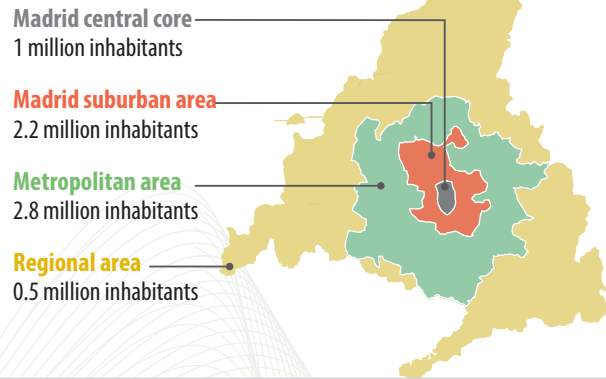 Madrid central core
1 million inhabitants
Madrid suburban area
2.2 million inhabitants
Metropolitan area
2.8 million inhabitants
Regional area
0.5 million inhabitants